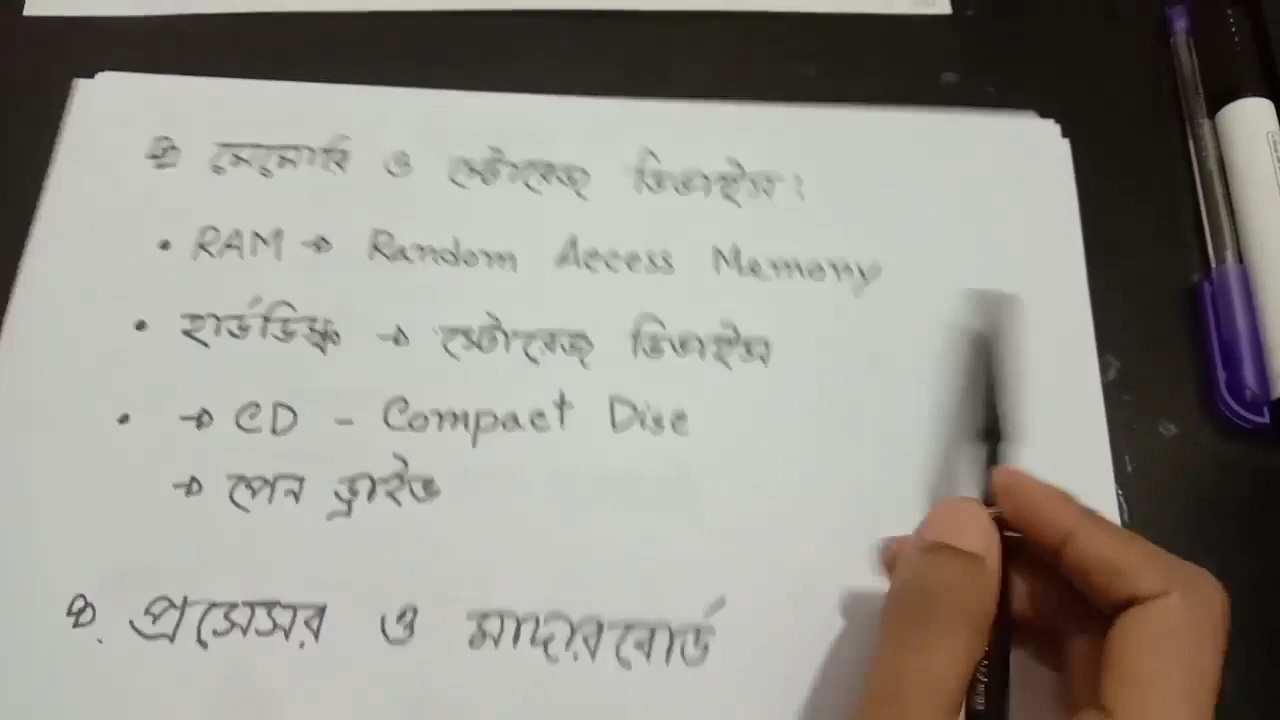 মেমোরি ও স্টোরেজ ডিভাইস:
• RAM → Random Access Memory
• হার্ডডিস্ক → স্টোরেজ ডিভাইস
• → CD - Compact Disc
→ পেন ড্রাইভ
প্রসেসর ও মাদারবোর্ড